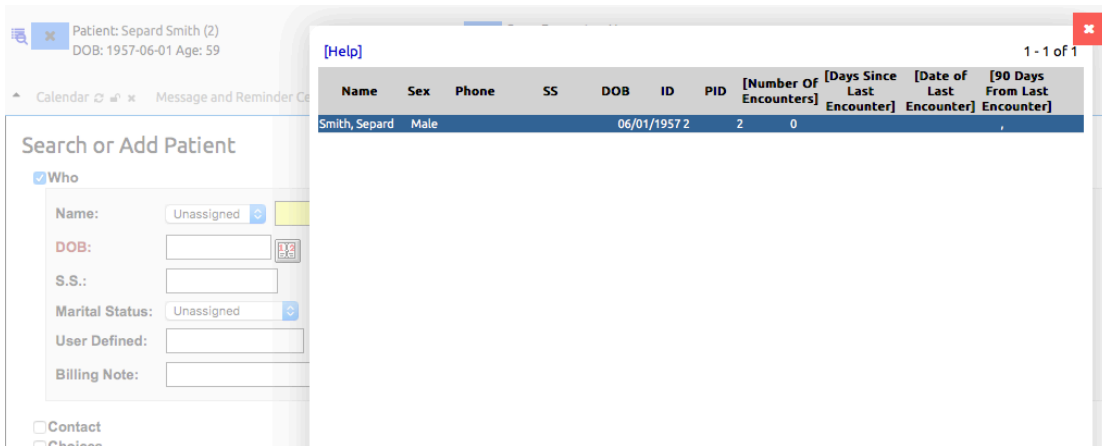 Patient: Separd Smith (2)
DOB: 1957-06-01 Age: 59
Calendar
Message and Reminder Ce
Search or Add Patient
Who
Name: Unassigned
DOB:
S.S.:
Marital Status: Unassigned
User Defined:
Billing Note:
Contact
Choices
[Help]
1 - 1 of 1
Name Sex Phone SS DOB ID PID [Number Of Encounters] [Days Since Last Encounter] [Date of Last Encounter] [90 Days From Last Encounter]
Smith, Separd Male 06/01/1957 2 2 0 ,